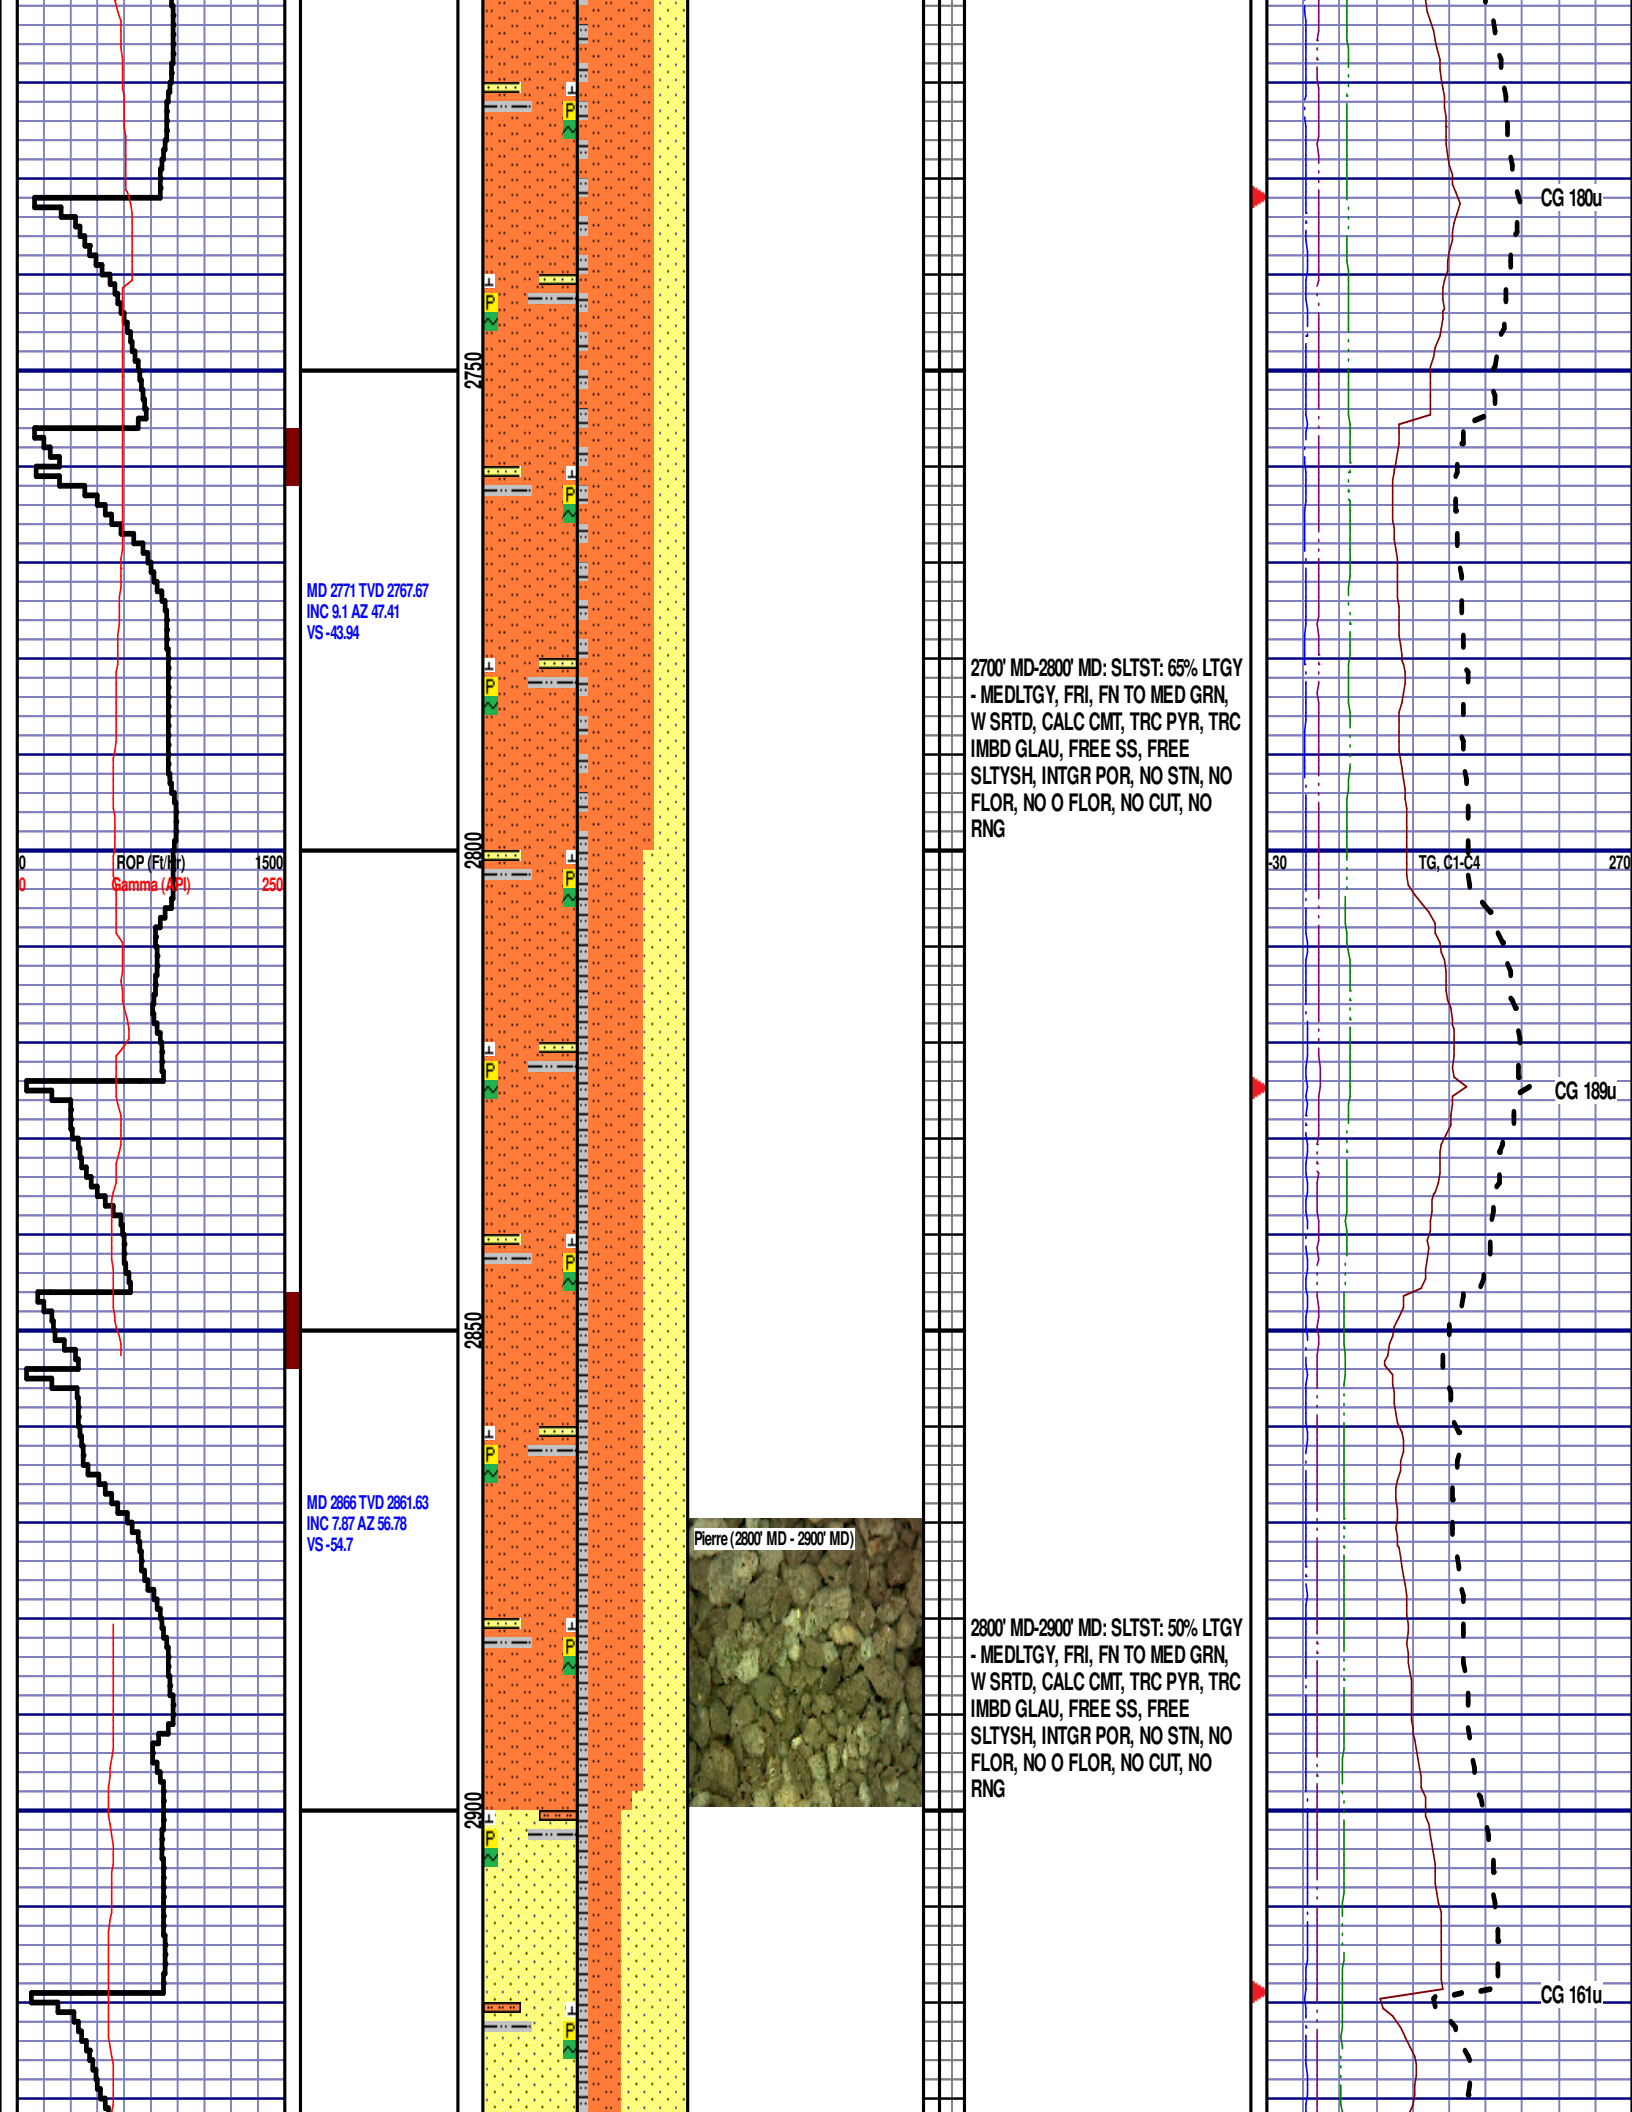 CG 180u
2750
MD 2771 TVD 2767.67
INC 9.1 AZ 47.41
VS -43.94
2700' MD-2800' MD: SLTST: 65% LTGY
- MEDLTGY, FRI, FN TO MED GRN,
W SRTD, CALC CMT, TRC PYR, TRC
IMBD GLAU, FREE SS, FREE
SLTYSH, INTGR POR, NO STN, NO
FLOR, NO O FLOR, NO CUT, NO
RNG
2800
0 ROP (Ft/Hr) 1500
0 Gamma (API) 250
-30 TG, C1-C4 270
CG 189u
2850
MD 2866 TVD 2861.63
INC 7.87 AZ 56.78
VS -54.7
Pierre (2800' MD - 2900' MD)
2800' MD-2900' MD: SLTST: 50% LTGY
- MEDLTGY, FRI, FN TO MED GRN,
W SRTD, CALC CMT, TRC PYR, TRC
IMBD GLAU, FREE SS, FREE
SLTYSH, INTGR POR, NO STN, NO
FLOR, NO O FLOR, NO CUT, NO
RNG
2900
CG 161u
P
P
P
P
P
P
P
P
P
P
P